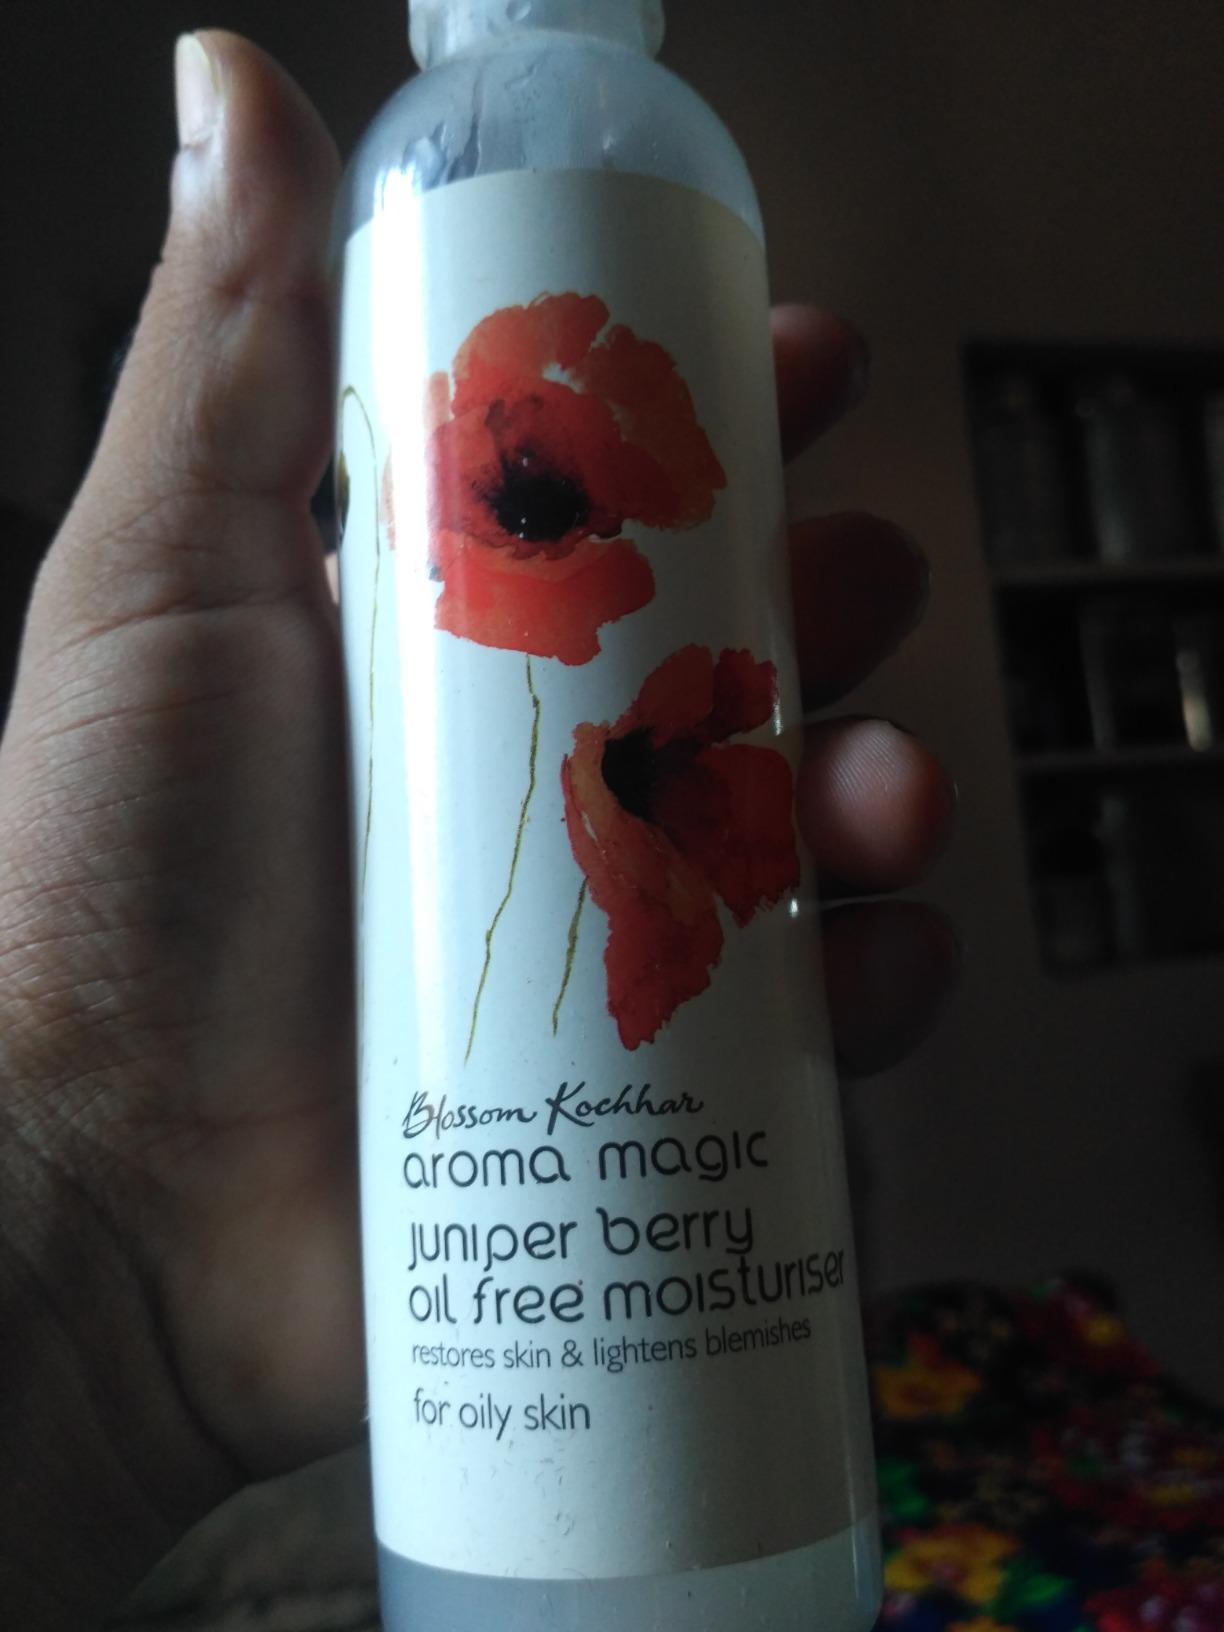 Blossom Kochhar
aroma magic
juniper berry
oil free moisturiser
restores skin & lightens blemishes
for oily skin